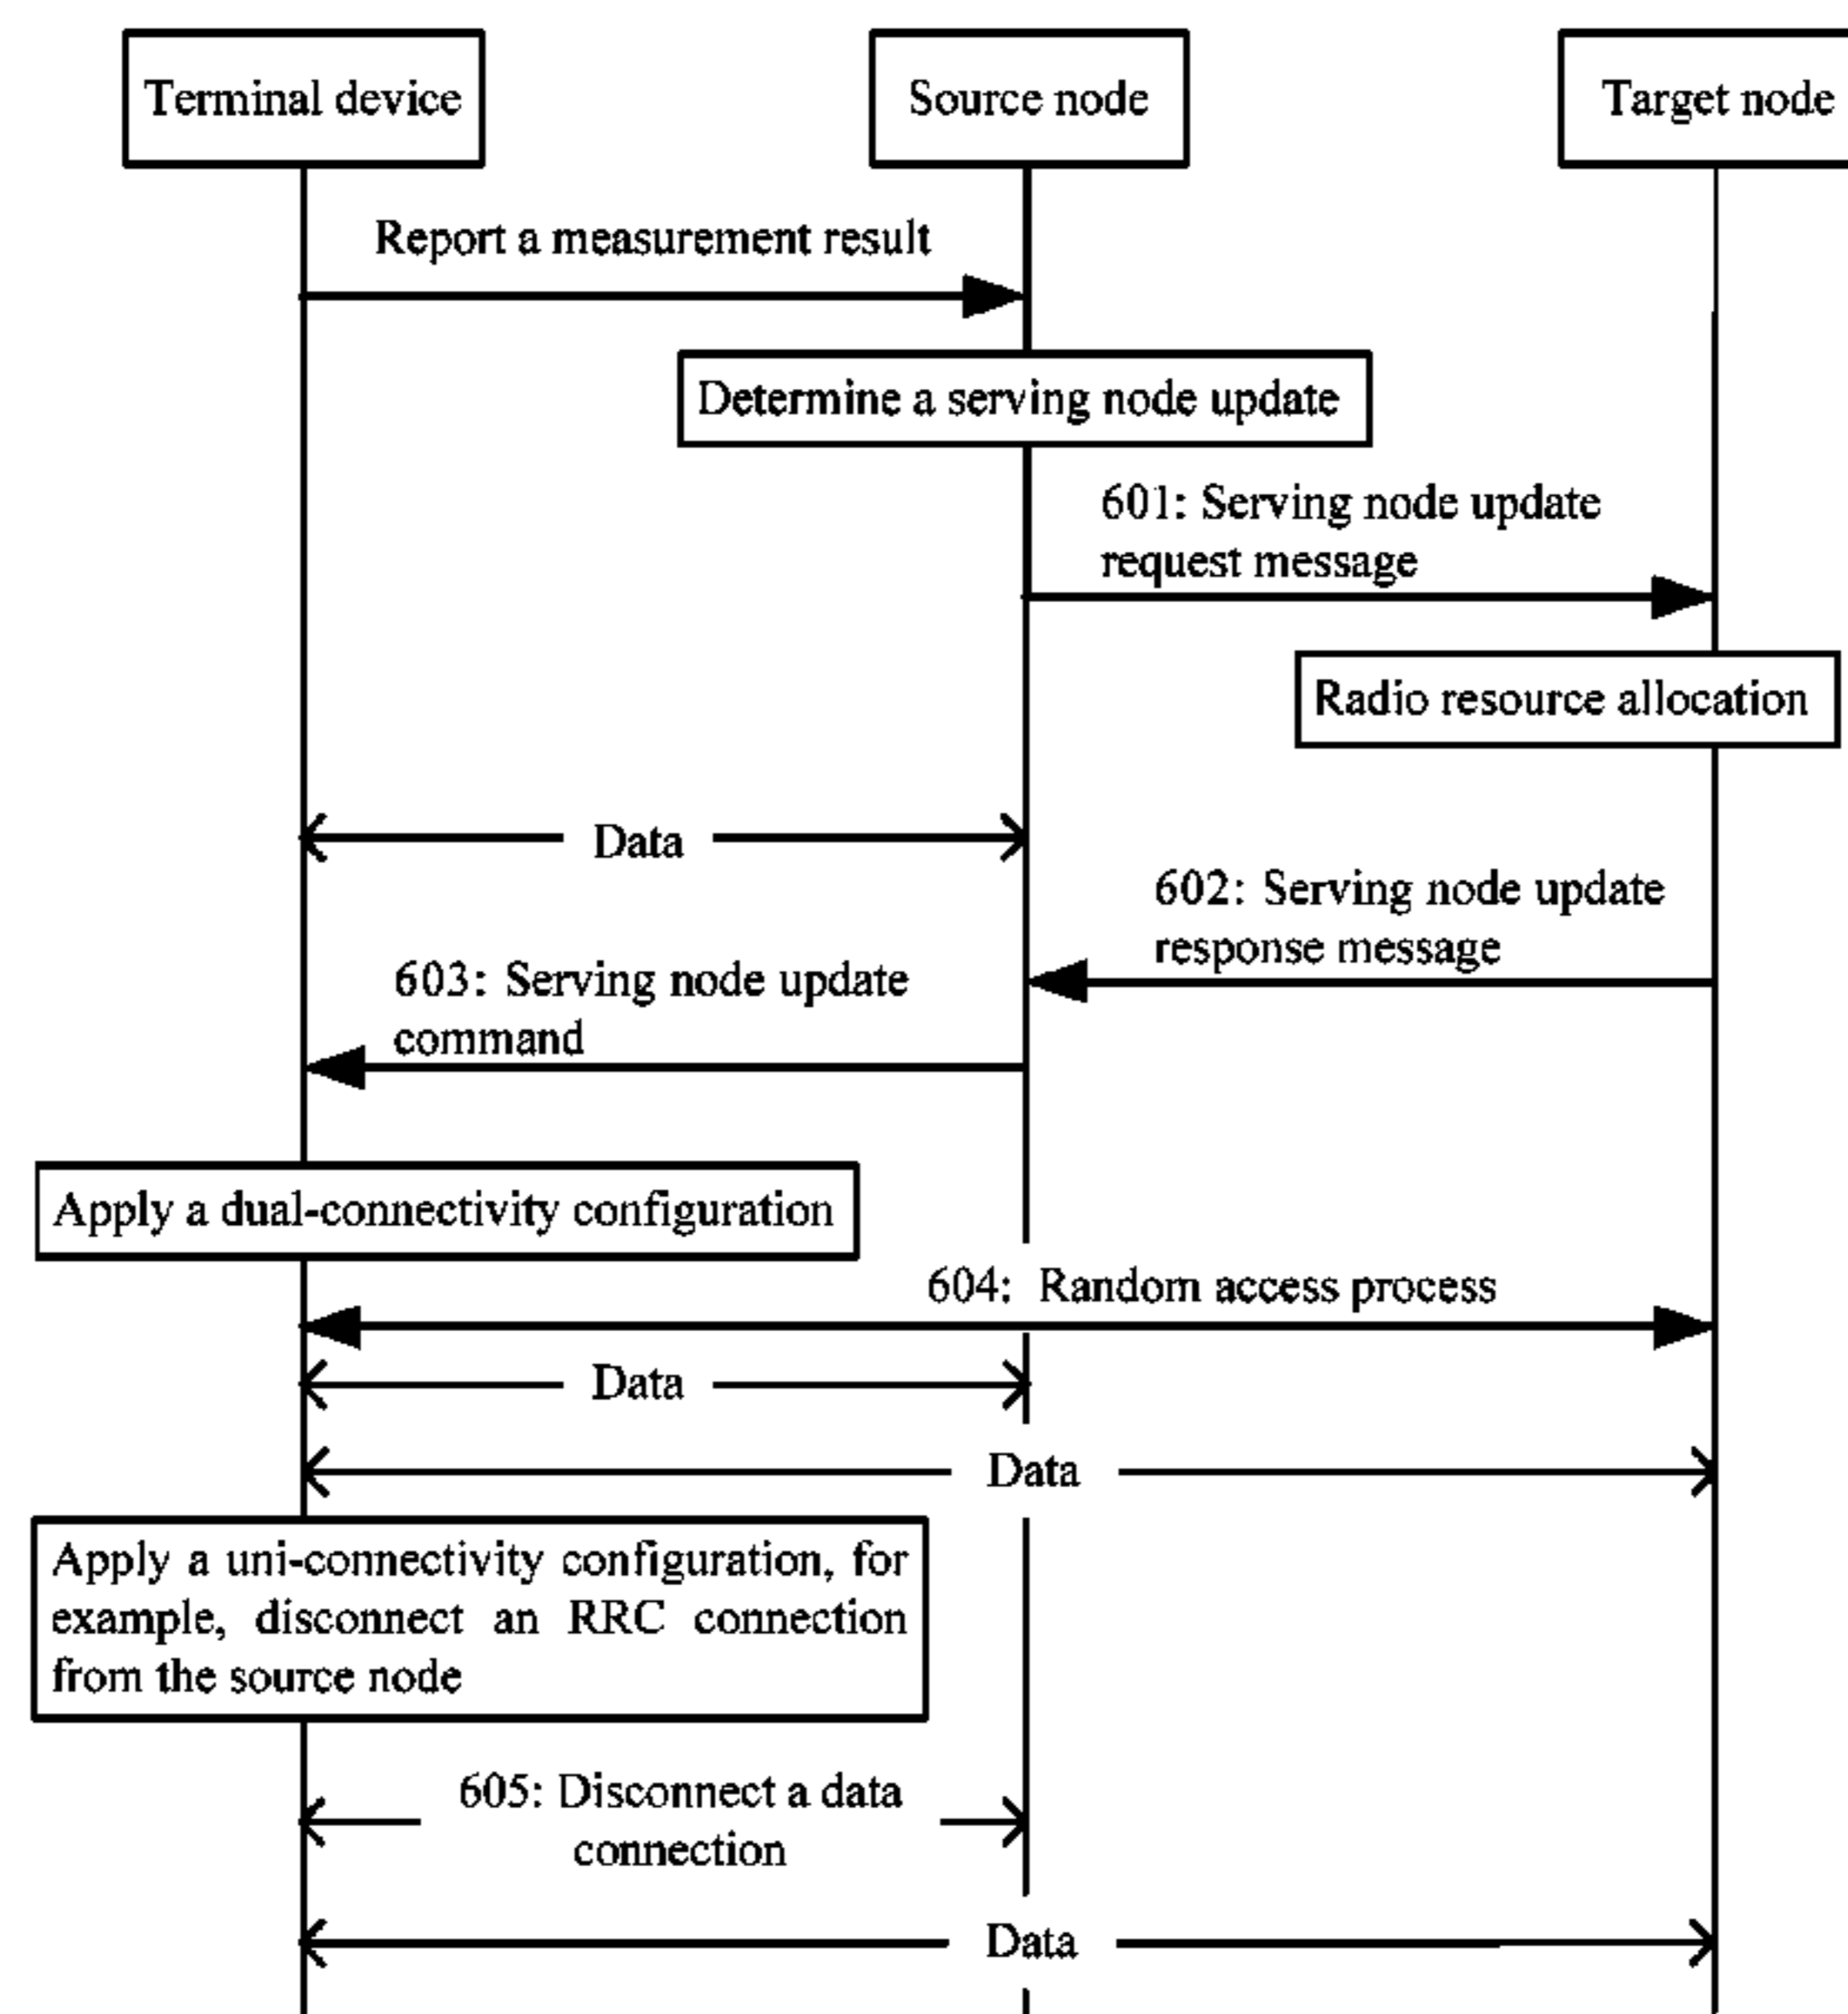 Terminal device
Source node
Target node
Report a measurement result
Determine a serving node update
601: Serving node update
request message
Radio resource allocation
Data
602: Serving node update
response message
603: Serving node update
command
Apply a dual-connectivity configuration
604: Random access process
Data
Data
Apply a uni-connectivity configuration, for
example, disconnect an RRC connection
from the source node
605: Disconnect a data
connection
Data